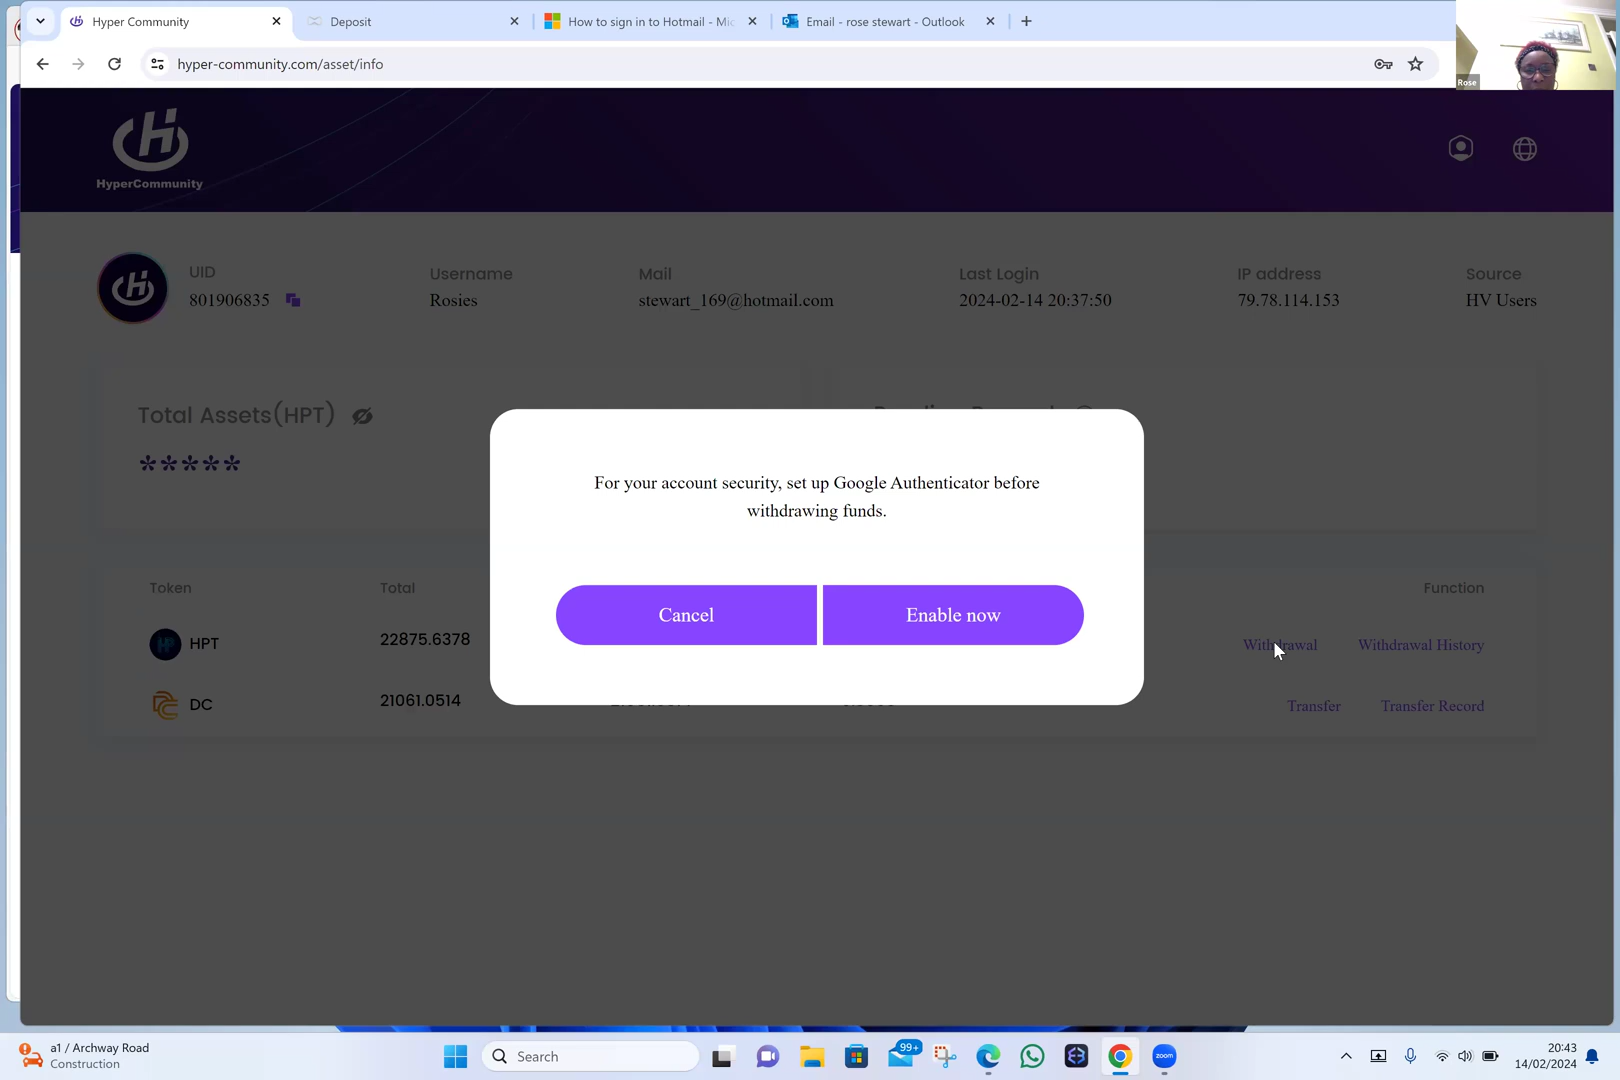 Hyper Community
Deposit
How to sign in to Hotmail - Mic
Email - rose stewart - Outlook
hyper-community.com/asset/info
Rose
H
HyperCommunity
UID
801906835
Username
Rosies
Mail
stewart_169@hotmail.com
Last Login
2024-02-14 20:37:50
IP address
79.78.114.153
Source
HV Users
Total Assets(HPT)
*****
For your account security, set up Google Authenticator before
withdrawing funds.
Cancel
Enable now
Token
Total
Function
HPT
22875.6378
Withdrawal
Withdrawal History
DC
21061.0514
Transfer
Transfer Record
a1 / Archway Road
Construction
Search
99+
zoom
20:43
14/02/2024